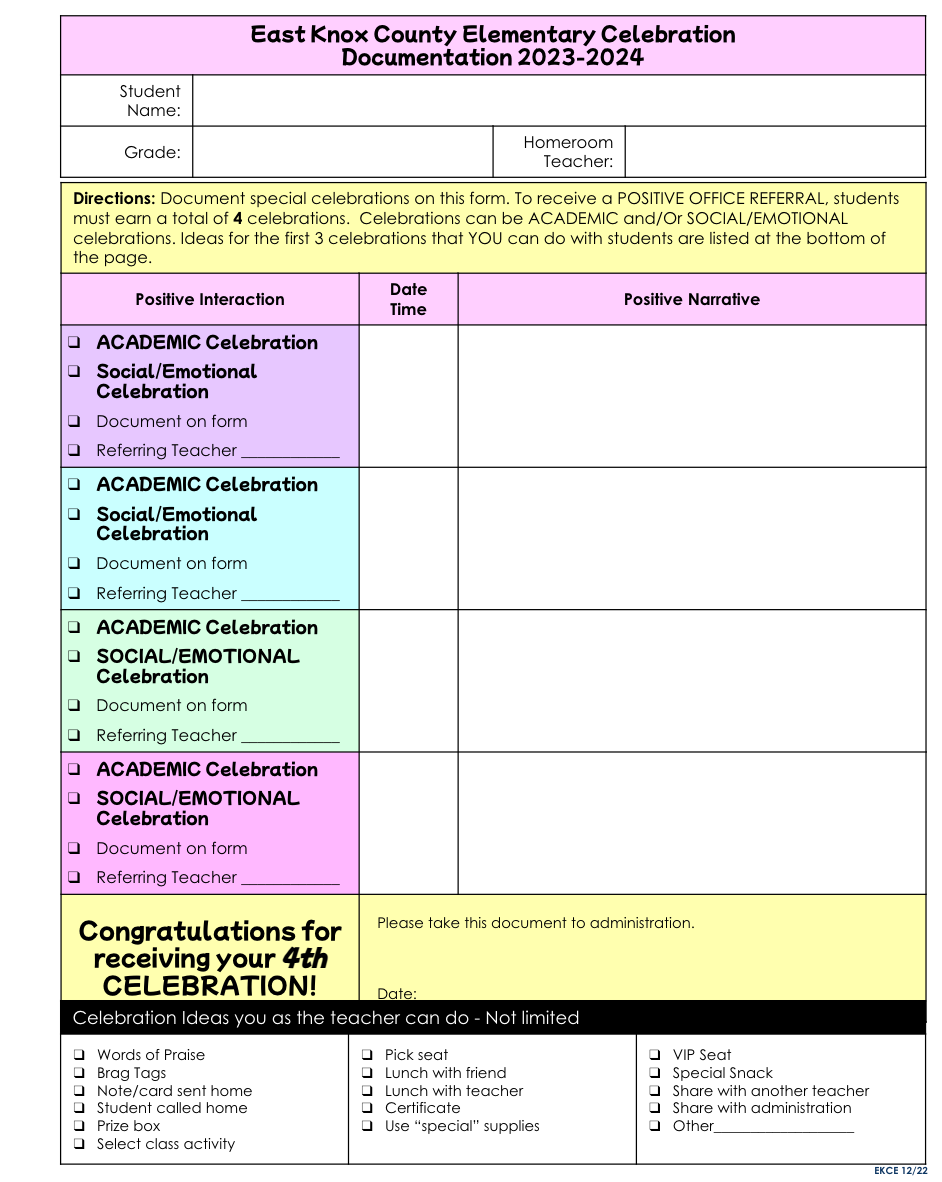 East Knox County Elementary Celebration
Documentation 2023-2024
Student
Name:
Grade:
Homeroom
Teacher:
Directions: Document special celebrations on this form. To receive a POSITIVE OFFICE REFERRAL, students
must earn a total of 4 celebrations.  Celebrations can be ACADEMIC and/Or SOCIAL/EMOTIONAL
celebrations. Ideas for the first 3 celebrations that YOU can do with students are listed at the bottom of
the page.
Positive Interaction
Date
Time
Positive Narrative
❏ ACADEMIC Celebration
❏ Social/Emotional
Celebration
❏ Document on form
❏ Referring Teacher ____________
❏ ACADEMIC Celebration
❏ Social/Emotional
Celebration
❏ Document on form
❏ Referring Teacher ____________
❏ ACADEMIC Celebration
❏ SOCIAL/EMOTIONAL
Celebration
❏ Document on form
❏ Referring Teacher ____________
❏ ACADEMIC Celebration
❏ SOCIAL/EMOTIONAL
Celebration
❏ Document on form
❏ Referring Teacher ____________
Congratulations for
receiving your 4th
CELEBRATION!
Please take this document to administration.
Date:
Celebration Ideas you as the teacher can do - Not limited
❏ Words of Praise
❏ Brag Tags
❏ Note/card sent home
❏ Student called home
❏ Prize box
❏ Select class activity
❏ Pick seat
❏ Lunch with friend
❏ Lunch with teacher
❏ Certificate
❏ Use “special” supplies
❏ VIP Seat
❏ Special Snack
❏ Share with another teacher
❏ Share with administration
❏ Other___________________
EKCE 12/22